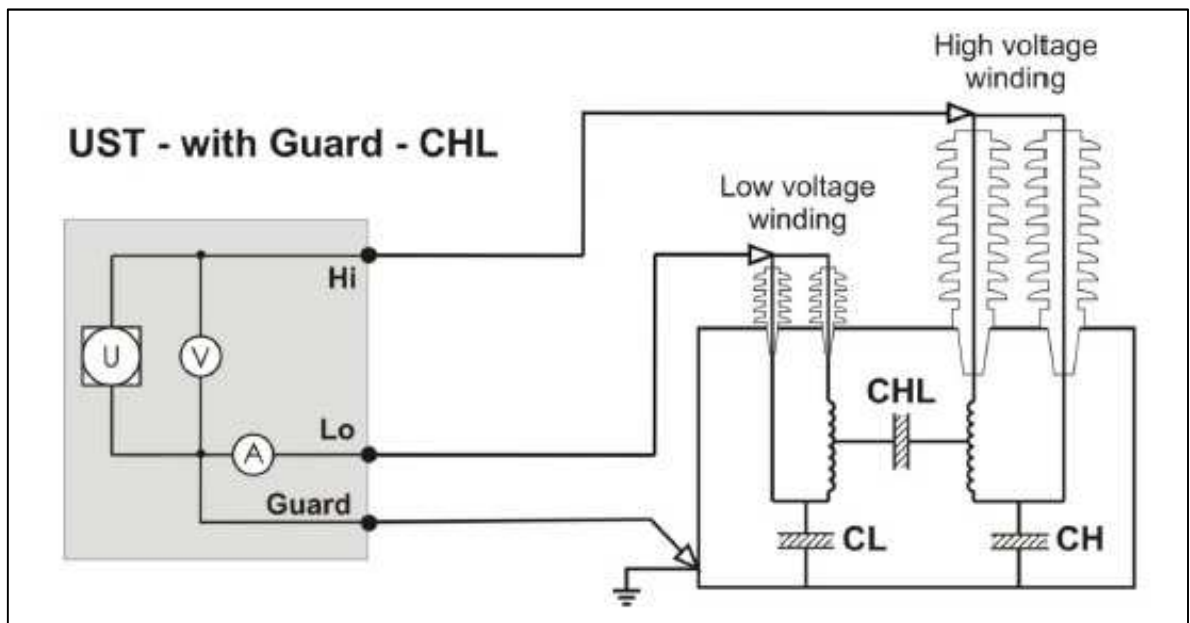 High voltage
winding
UST - with Guard - CHL
Low voltage
winding
Hi
U
V
CHL
Lo
A
Guard
CL
CH